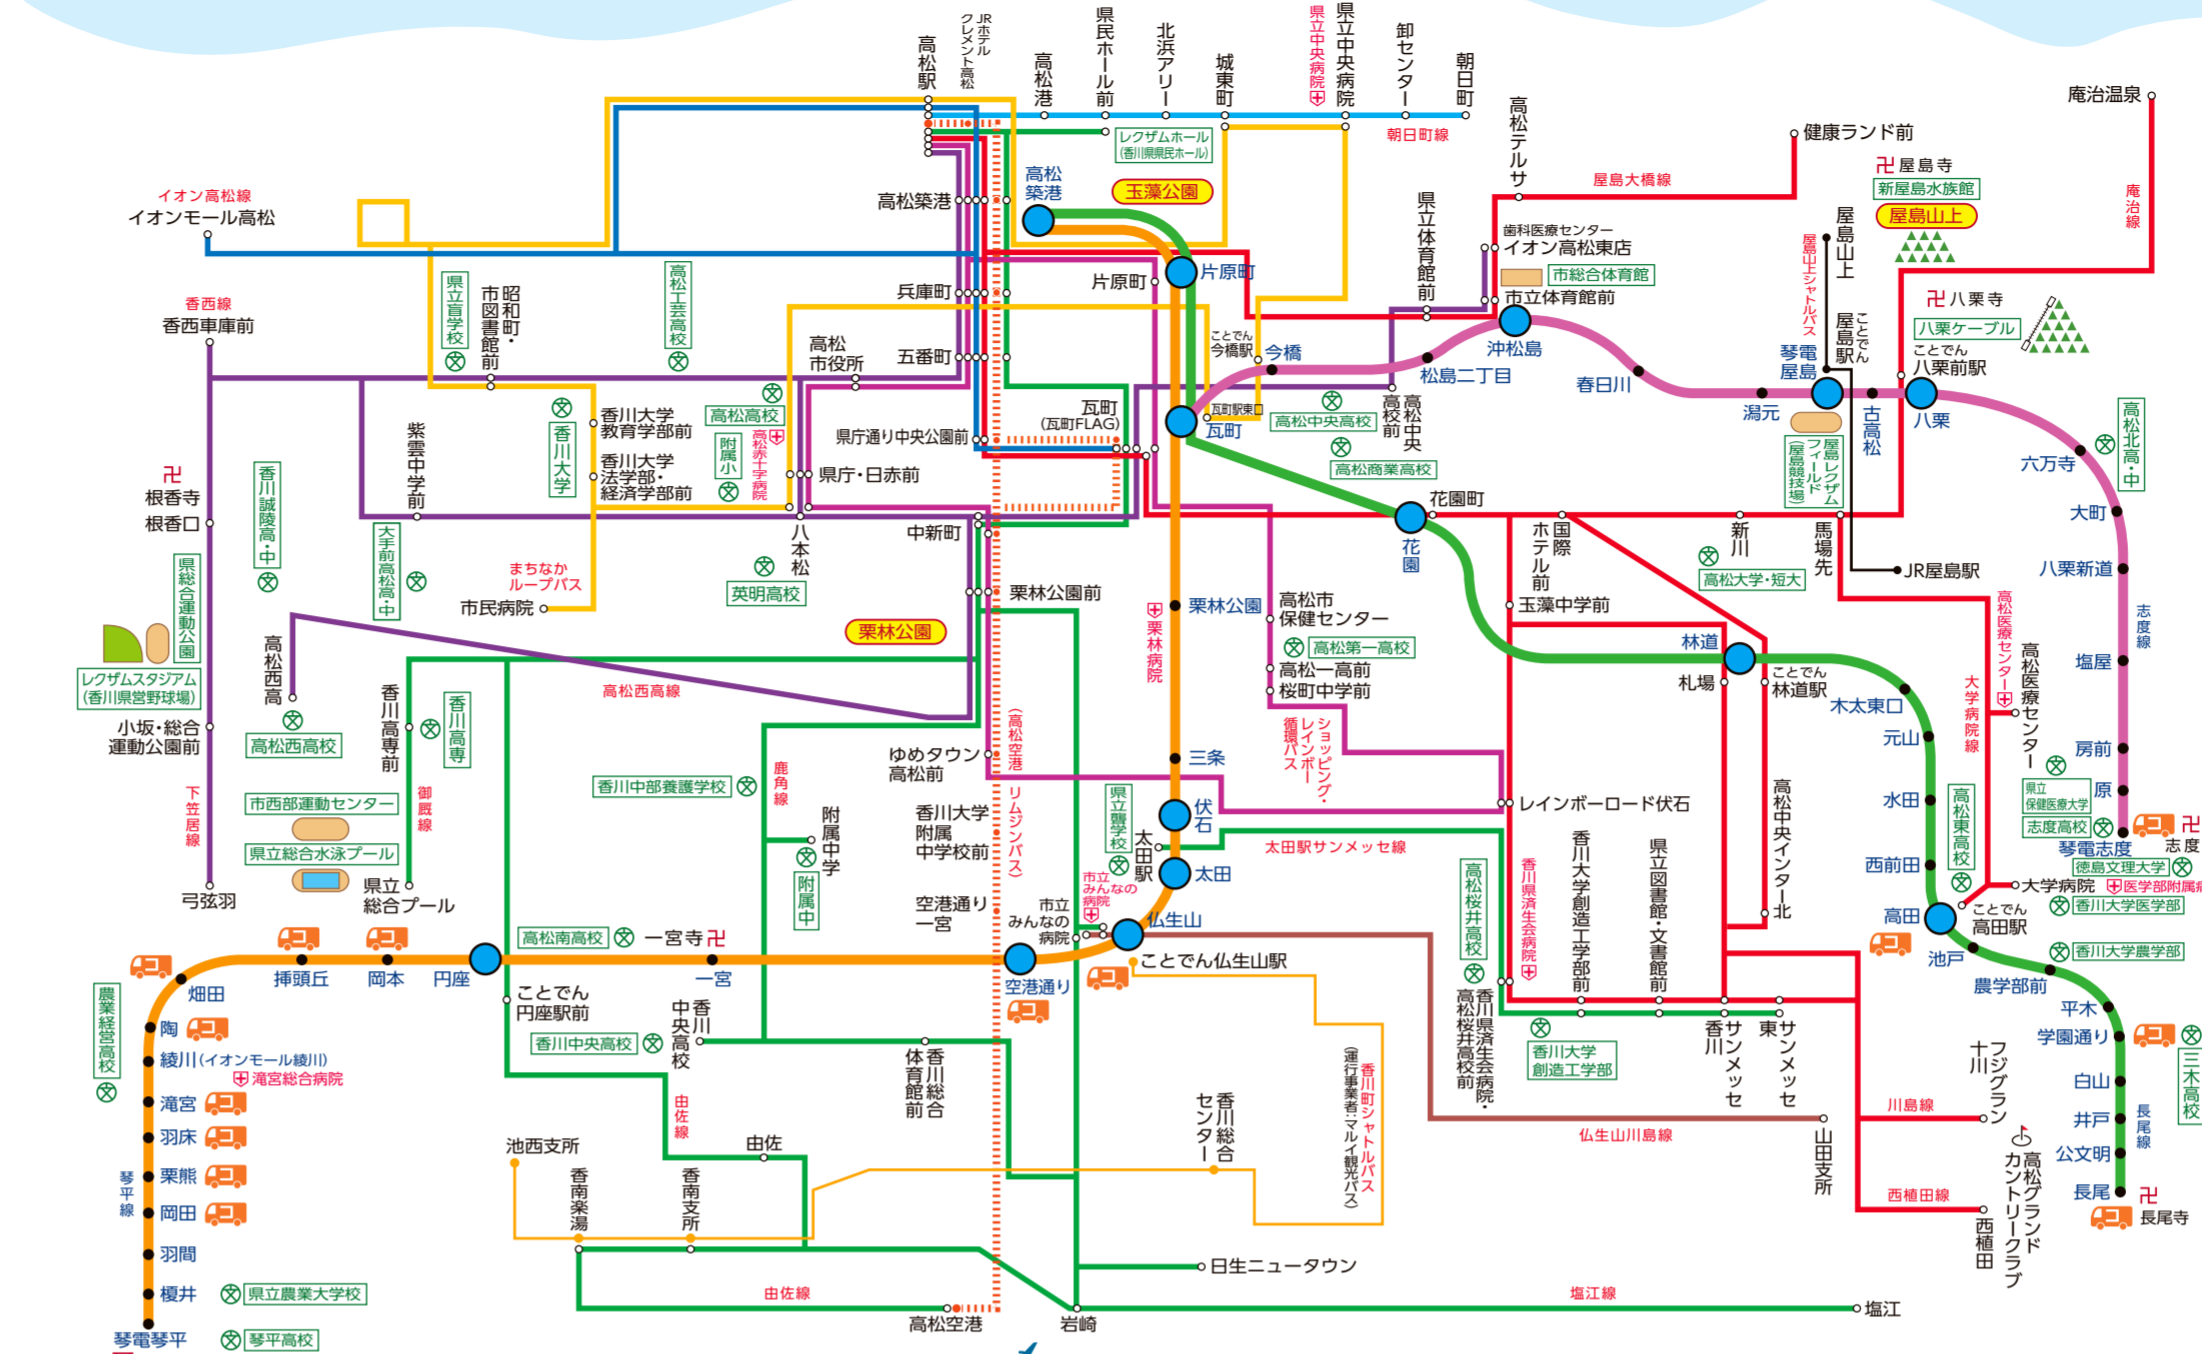 高松駅
JRホテル
クレメント高松
高松港
県民ホール前
北浜アリー
城東町
県立中央病院
県立中央病院
卸センター
朝日町
朝日町線
レクザムホール
(香川県県民ホール)
高松築港
高松
築港
玉藻公園
高松テルサ
健康ランド前
屋島大橋線
屋島寺
新屋島水族館
屋島山上
庵治温泉
庵治線
イオン高松線
イオンモール高松
香西線
香西車庫前
県立盲学校
昭和町・
市図書館前
高松工芸高校
兵庫町
片原町
片原町
県立体育館前
歯科医療センター
イオン高松東店
市総合体育館
市立体育館前
屋島山上シャトルバス
屋島山上
ことでん
屋島駅
八栗寺
八栗ケーブル
ことでん
八栗前駅
高松
市役所
五番町
ことでん
今橋駅
今橋
松島二丁目
沖松島
春日川
潟元
琴電
屋島
古高松
八栗
六万寺
高松北高・中
大町
八栗新道
志度線
塩屋
房前
原
県立
保健医療大学
志度高校
琴電志度
志度
徳島文理大学
医学部附属病
香川大学医学部
香川大学農学部
高松高校
附属小
高松赤十字病院
香川大学
香川大学
教育学部前
香川大学
法学部・
経済学部前
紫雲中学前
県庁通り中央公園前
県庁・日赤前
瓦町
(瓦町FLAG)
瓦町駅東口
瓦町
高松中央高校
高松中央
高校前
高松商業高校
屋島レクザム
フィールド
(屋島競技場)
根香寺
根香口
香川誠陵高・中
大手前高松高・中
県総合運動公園
レクザムスタジアム
(香川県営野球場)
小坂・総合
運動公園前
下笠居線
弓弦羽
まちなか
ループバス
市民病院
八本松
英明高校
中新町
栗林公園前
栗林公園
栗林病院
栗林公園
高松市
保健センター
高松第一高校
高松一高前
桜町中学前
花園町
花園
国際
ホテル前
新川
高松大学・短大
馬場先
JR屋島駅
玉藻中学前
林道
札場
ことでん
林道駅
木太東口
元山
水田
西前田
高田
ことでん
高田駅
池戸
農学部前
平木
学園通り
三木高校
白山
井戸
長尾線
公文明
長尾
長尾寺
高松医療センター
高松医療センター
大学病院線
大学病院
高松東高校
高松西高
高松西高校
高松西高線
香川高専前
香川高専
御厩線
市西部運動センター
県立総合水泳プール
県立
総合プール
香川中部養護学校
鹿角線
附属中学
附属中
ゆめタウン
高松前
香川大学
附属
中学校前
空港通り
一宮
(高松空港 リムジンバス)
三条
伏石
県立聾学校
太田駅
太田
太田駅サンメッセ線
ショッピング・
レインボー
循環バス
レインボーロード伏石
市立
みんなの
病院
市立
みんなの
病院
仏生山
ことでん仏生山駅
空港通り
高松桜井高校
香川県済生会病院
香川県済生会病院・
高松桜井高校前
香川大学創造工学部前
県立図書館・文書館前
高松中央インター北
香川大学
創造工学部
サンメッセ
香川
サンメッセ
東
フジグラン
十川
川島線
西植田線
高松グランド
カントリークラブ
西植田
仏生山川島線
山田支所
高松南高校
一宮寺
一宮
円座
岡本
挿頭丘
畑田
陶
綾川(イオンモール綾川)
滝宮総合病院
滝宮
羽床
栗熊
琴平線
岡田
羽間
榎井
琴電琴平
農業経営高校
県立農業大学校
琴平高校
ことでん
円座駅前
香川
中央高校
香川中央高校
香川総合
体育館前
由佐線
由佐
池西支所
香南楽湯
香南支所
香川総合
センター
香川町シャトルバス
(運行事業者:マルイ観光バス)
由佐線
高松空港
岩崎
日生ニュータウン
塩江線
塩江